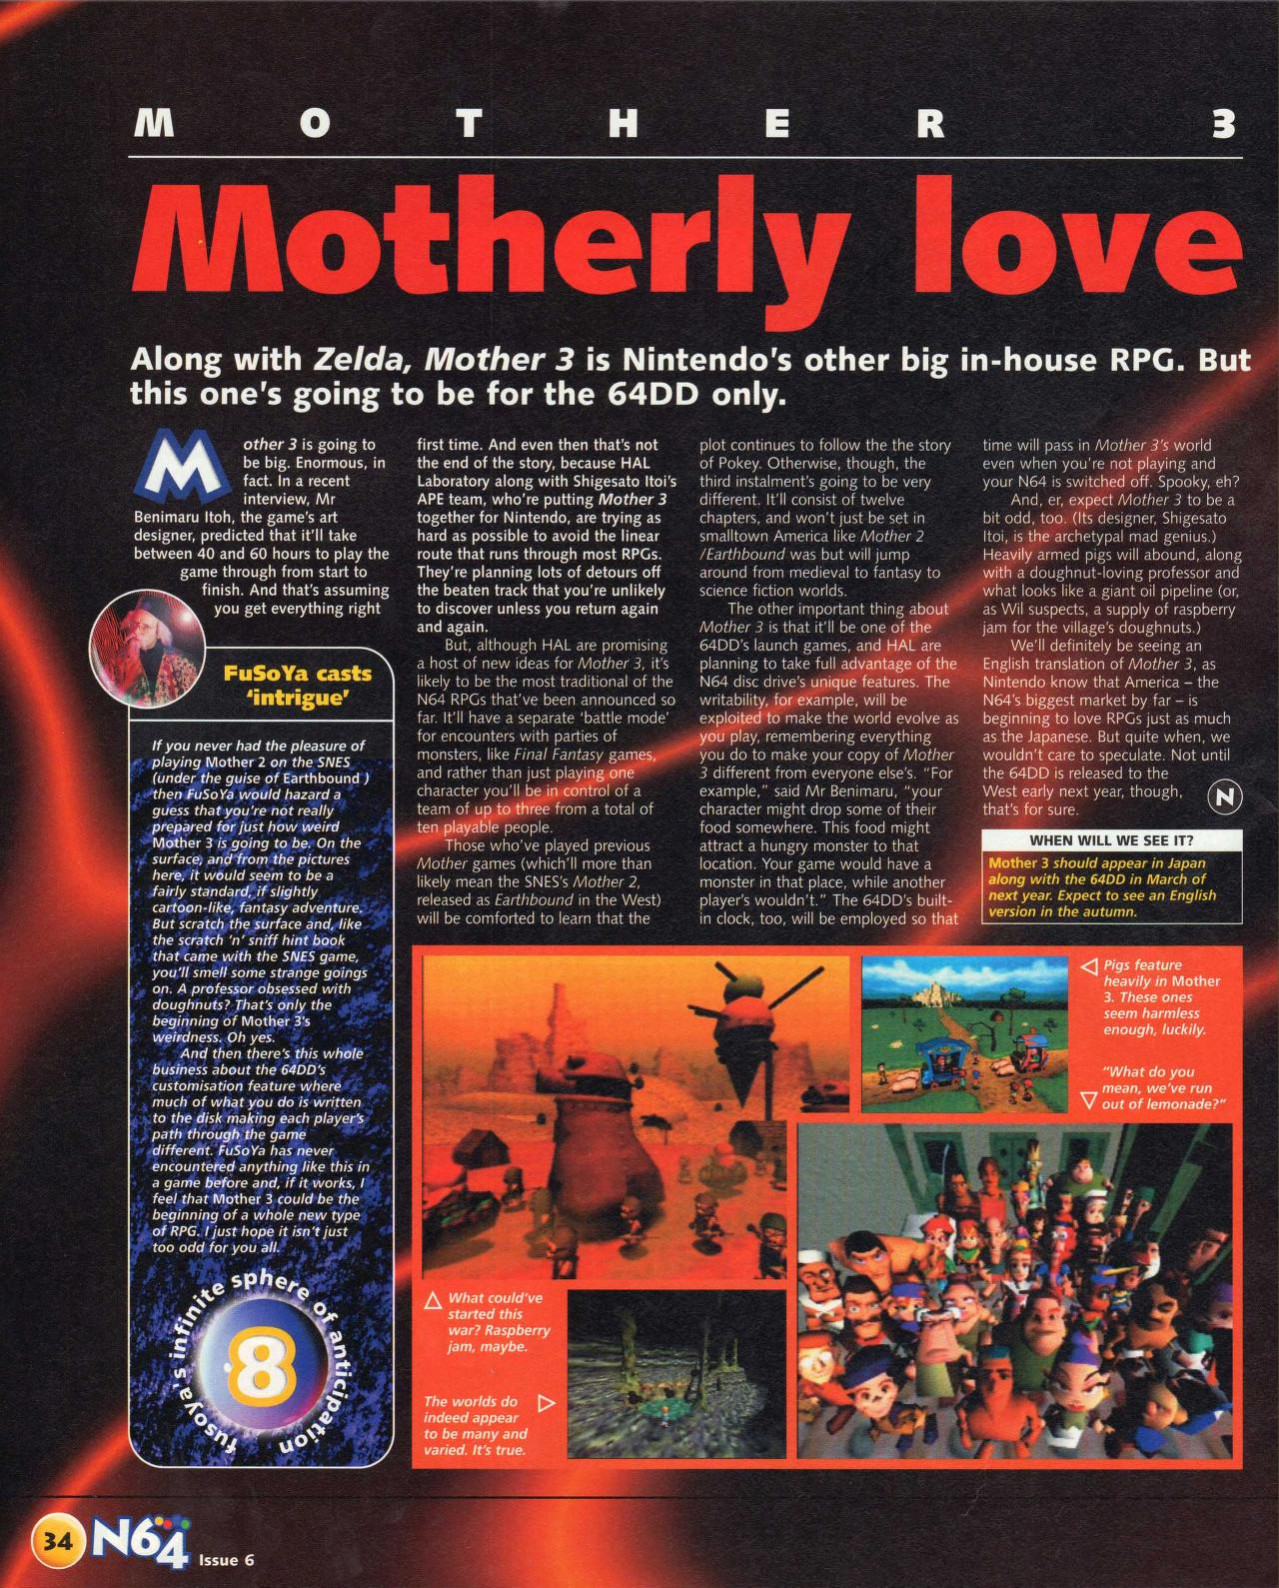 MOTHER 3
Motherly love
Along with Zelda, Mother 3 is Nintendo's other big in-house RPG. But
this one's going to be for the 64DD only.
Mother 3 is going to
be big. Enormous, in
fact. In a recent
interview, Mr
Benimaru Itoh, the game's art
designer, predicted that it'll take
between 40 and 60 hours to play the
game through from start to
finish. And that's assuming
you get everything right
first time. And even then that's not
the end of the story, because HAL
Laboratory along with Shigesato Itoi's
APE team, who're putting Mother 3
together for Nintendo, are trying as
hard as possible to avoid the linear
route that runs through most RPGs.
They're planning lots of detours off
the beaten track that you're unlikely
to discover unless you return again
and again.
But, although HAL are promising
a host of new ideas for Mother 3, it's
likely to be the most traditional of the
N64 RPGs that've been announced so
far. It'll have a separate 'battle mode'
for encounters with parties of
monsters, like Final Fantasy games,
and rather than just playing one
character you'll be in control of a
team of up to three from a total of
ten playable people.
Those who've played previous
Mother games (which'll more than
likely mean the SNES's Mother 2,
released as Earthbound in the West)
will be comforted to learn that the
plot continues to follow the the story
of Pokey. Otherwise, though, the
third instalment's going to be very
different. It'll consist of twelve
chapters, and won't just be set in
smalltown America like Mother 2
/Earthbound was but will jump
around from medieval to fantasy to
science fiction worlds.
The other important thing about
Mother 3 is that it'll be one of the
64DD's launch games, and HAL are
planning to take full advantage of the
N64 disc drive's unique features. The
writability, for example, will be
exploited to make the world evolve as
you play, remembering everything
you do to make your copy of Mother
3 different from everyone else's. "For
example," said Mr Benimaru, "your
character might drop some of their
food somewhere. This food might
attract a hungry monster to that
location. Your game would have a
monster in that place, while another
player's wouldn't." The 64DD's built-
in clock, too, will be employed so that
time will pass in Mother 3's world
even when you're not playing and
your N64 is switched off. Spooky, eh?
And, er, expect Mother 3 to be a
bit odd, too. (Its designer, Shigesato
Itoi, is the archetypal mad genius.)
Heavily armed pigs will abound, along
with a doughnut-loving professor and
what looks like a giant oil pipeline (or,
as Wil suspects, a supply of raspberry
jam for the village's doughnuts.)
We'll definitely be seeing an
English translation of Mother 3, as
Nintendo know that America – the
N64's biggest market by far – is
beginning to love RPGs just as much
as the Japanese. But quite when, we
wouldn't care to speculate. Not until
the 64DD is released to the
West early next year, though,
that's for sure.
N
WHEN WILL WE SEE IT?
Mother 3 should appear in Japan
along with the 64DD in March of
next year. Expect to see an English
version in the autumn.
FuSoYa casts
'intrigue'
If you never had the pleasure of
playing Mother 2 on the SNES
(under the guise of Earthbound )
then FuSoYa would hazard a
guess that you're not really
prepared for just how weird
Mother 3 is going to be. On the
surface, and from the pictures
here, it would seem to be a
fairly standard, if slightly
cartoon-like, fantasy adventure.
But scratch the surface and, like
the scratch 'n' sniff hint book
that came with the SNES game,
you'll smell some strange goings
on. A professor obsessed with
doughnuts? That's only the
beginning of Mother 3's
weirdness. Oh yes.
And then there's this whole
business about the 64DD's
customisation feature where
much of what you do is written
to the disk making each player's
path through the game
different. FuSoYa has never
encountered anything like this in
a game before and, if it works, I
feel that Mother 3 could be the
beginning of a whole new type
of RPG. I just hope it isn't just
too odd for you all.
fusoya's infinite sphere of anticipation
8
Pigs feature
heavily in Mother
3. These ones
seem harmless
enough, luckily.
"What do you
mean, we've run
out of lemonade?"
What could've
started this
war? Raspberry
jam, maybe.
The worlds do
indeed appear
to be many and
varied. It's true.
34 N64 Issue 6